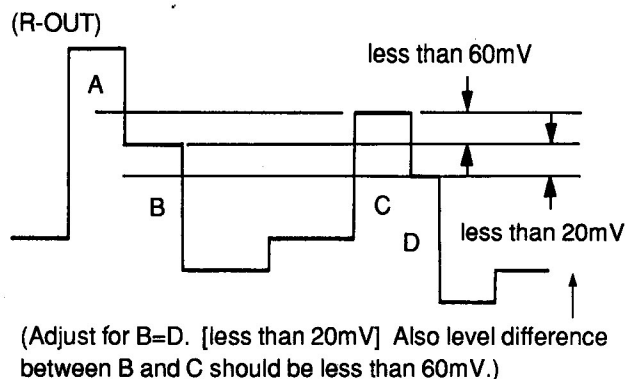 (R-OUT)
less than 60mV
A
B
C
D
less than 20mV
(Adjust for B=D. [less than 20mV] Also level difference
between B and C should be less than 60mV.)